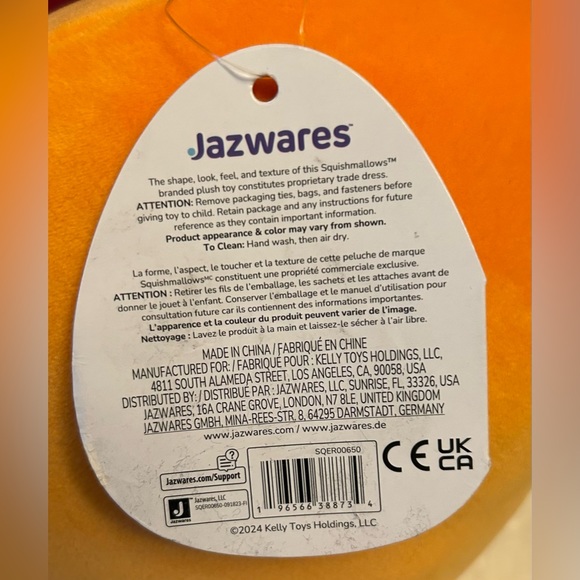 Jazwares™
The shape, look, feel, and texture of this Squishmallows™
branded plush toy constitutes proprietary trade dress.
ATTENTION: Remove packaging ties, bags, and fasteners before
giving toy to child. Retain package and any instructions for future
reference as they contain important information.
Product appearance & color may vary from shown.
To Clean: Hand wash, then air dry.
La forme, l'aspect, le toucher et la texture de cette peluche de marque
Squishmallowsᴹᶜ constituent une propriété commerciale exclusive.
ATTENTION : Retirer les fils de l'emballage, les sachets et les attaches avant de
donner le jouet à l'enfant. Conserver l'emballage et le manuel d'utilisation pour
consultation future car ils contiennent des informations importantes.
L'apparence et la couleur du produit peuvent varier de l'image.
Nettoyage : Lavez le produit à la main et laissez-le sécher à l'air libre.
MADE IN CHINA / FABRIQUÉ EN CHINE
MANUFACTURED FOR: / FABRIQUÉ POUR : KELLY TOYS HOLDINGS, LLC,
4811 SOUTH ALAMEDA STREET, LOS ANGELES, CA, 90058, USA
DISTRIBUTED BY: / DISTRIBUÉ PAR : JAZWARES, LLC, SUNRISE, FL, 33326, USA
JAZWARES, 16A CRANE GROVE, LONDON, N7 8LE, UNITED KINGDOM
JAZWARES GMBH, MINA-REES-STR. 8, 64295 DARMSTADT, GERMANY
www.jazwares.com / www.jazwares.de
?
Jazwares.com/Support
J
Jazwares
Jazwares, LLC
SQER00650-091823-FI
SQER00650
1 96566 38873 4
CE UK
CA
©2024 Kelly Toys Holdings, LLC